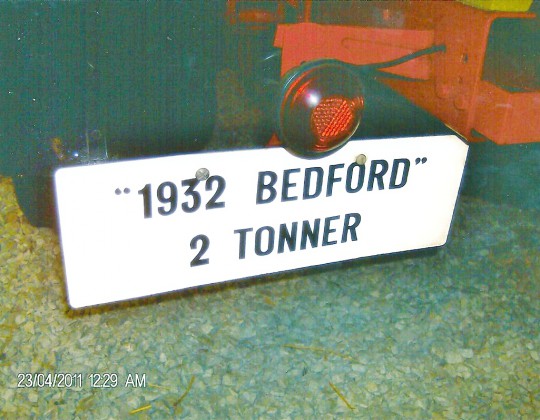 "1932 BEDFORD"
2 TONNER
23/04/2011 12:29 AM